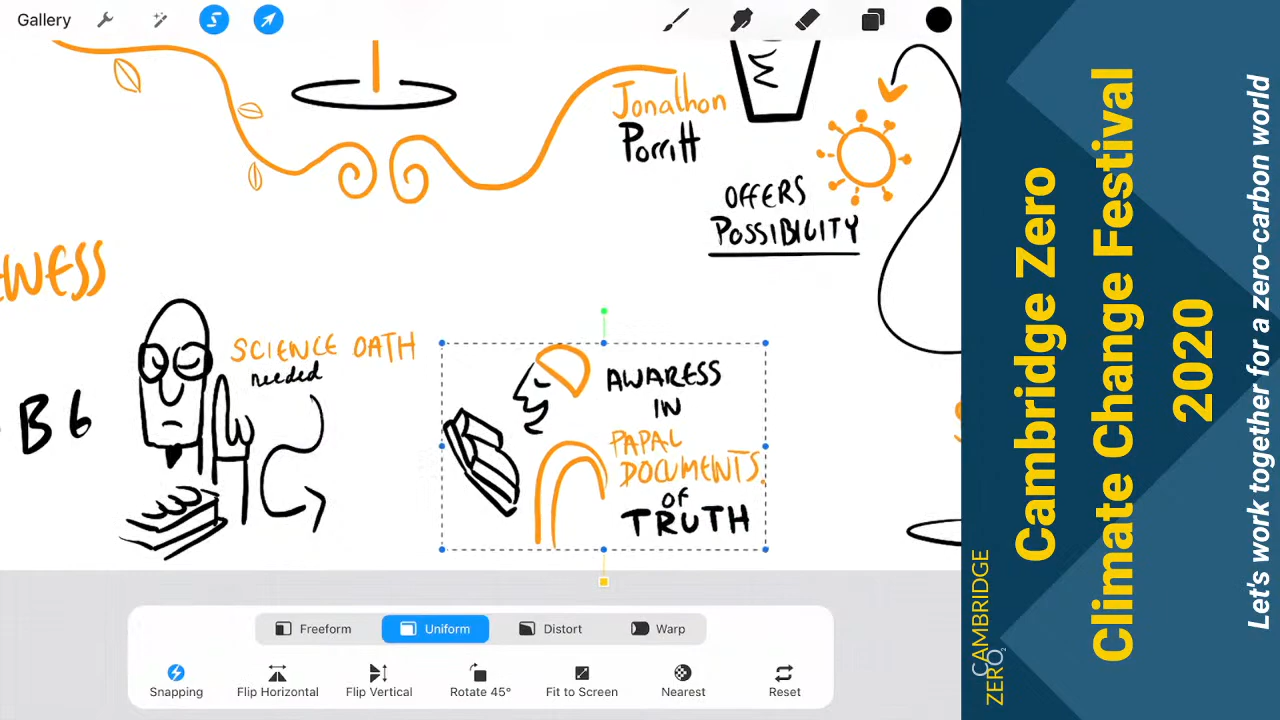 Gallery
Jonathon
Porritt
OFFERS
POSSIBILITY
EWESS
SCIENCE OATH
needed
B6
AWARESS
IN
PAPAL
DOCUMENTS.
OF
TRUTH
Freeform
Uniform
Distort
Warp
Snapping
Flip Horizontal
Flip Vertical
Rotate 45°
Fit to Screen
Nearest
Reset
CAMBRIDGE
ZERO
Cambridge Zero
Climate Change Festival
2020
Let's work together for a zero-carbon world